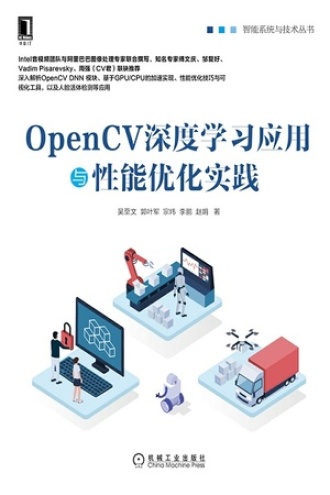 智能系统与技术丛书
华章IT
Intel音视频团队与阿里巴巴图像处理专家联合撰写，知名专家傅文庆、邹复好、
Vadim Pisarevsky、周强（CV君）联袂推荐
深入解析OpenCV DNN 模块、基于GPU/CPU的加速实现、性能优化技巧与可
视化工具，以及人脸活体检测等应用
OpenCV深度学习应用
与性能优化实践
吴至文 郭叶军 宗炜 李鹏 赵娟 著
机械工业出版社
China Machine Press